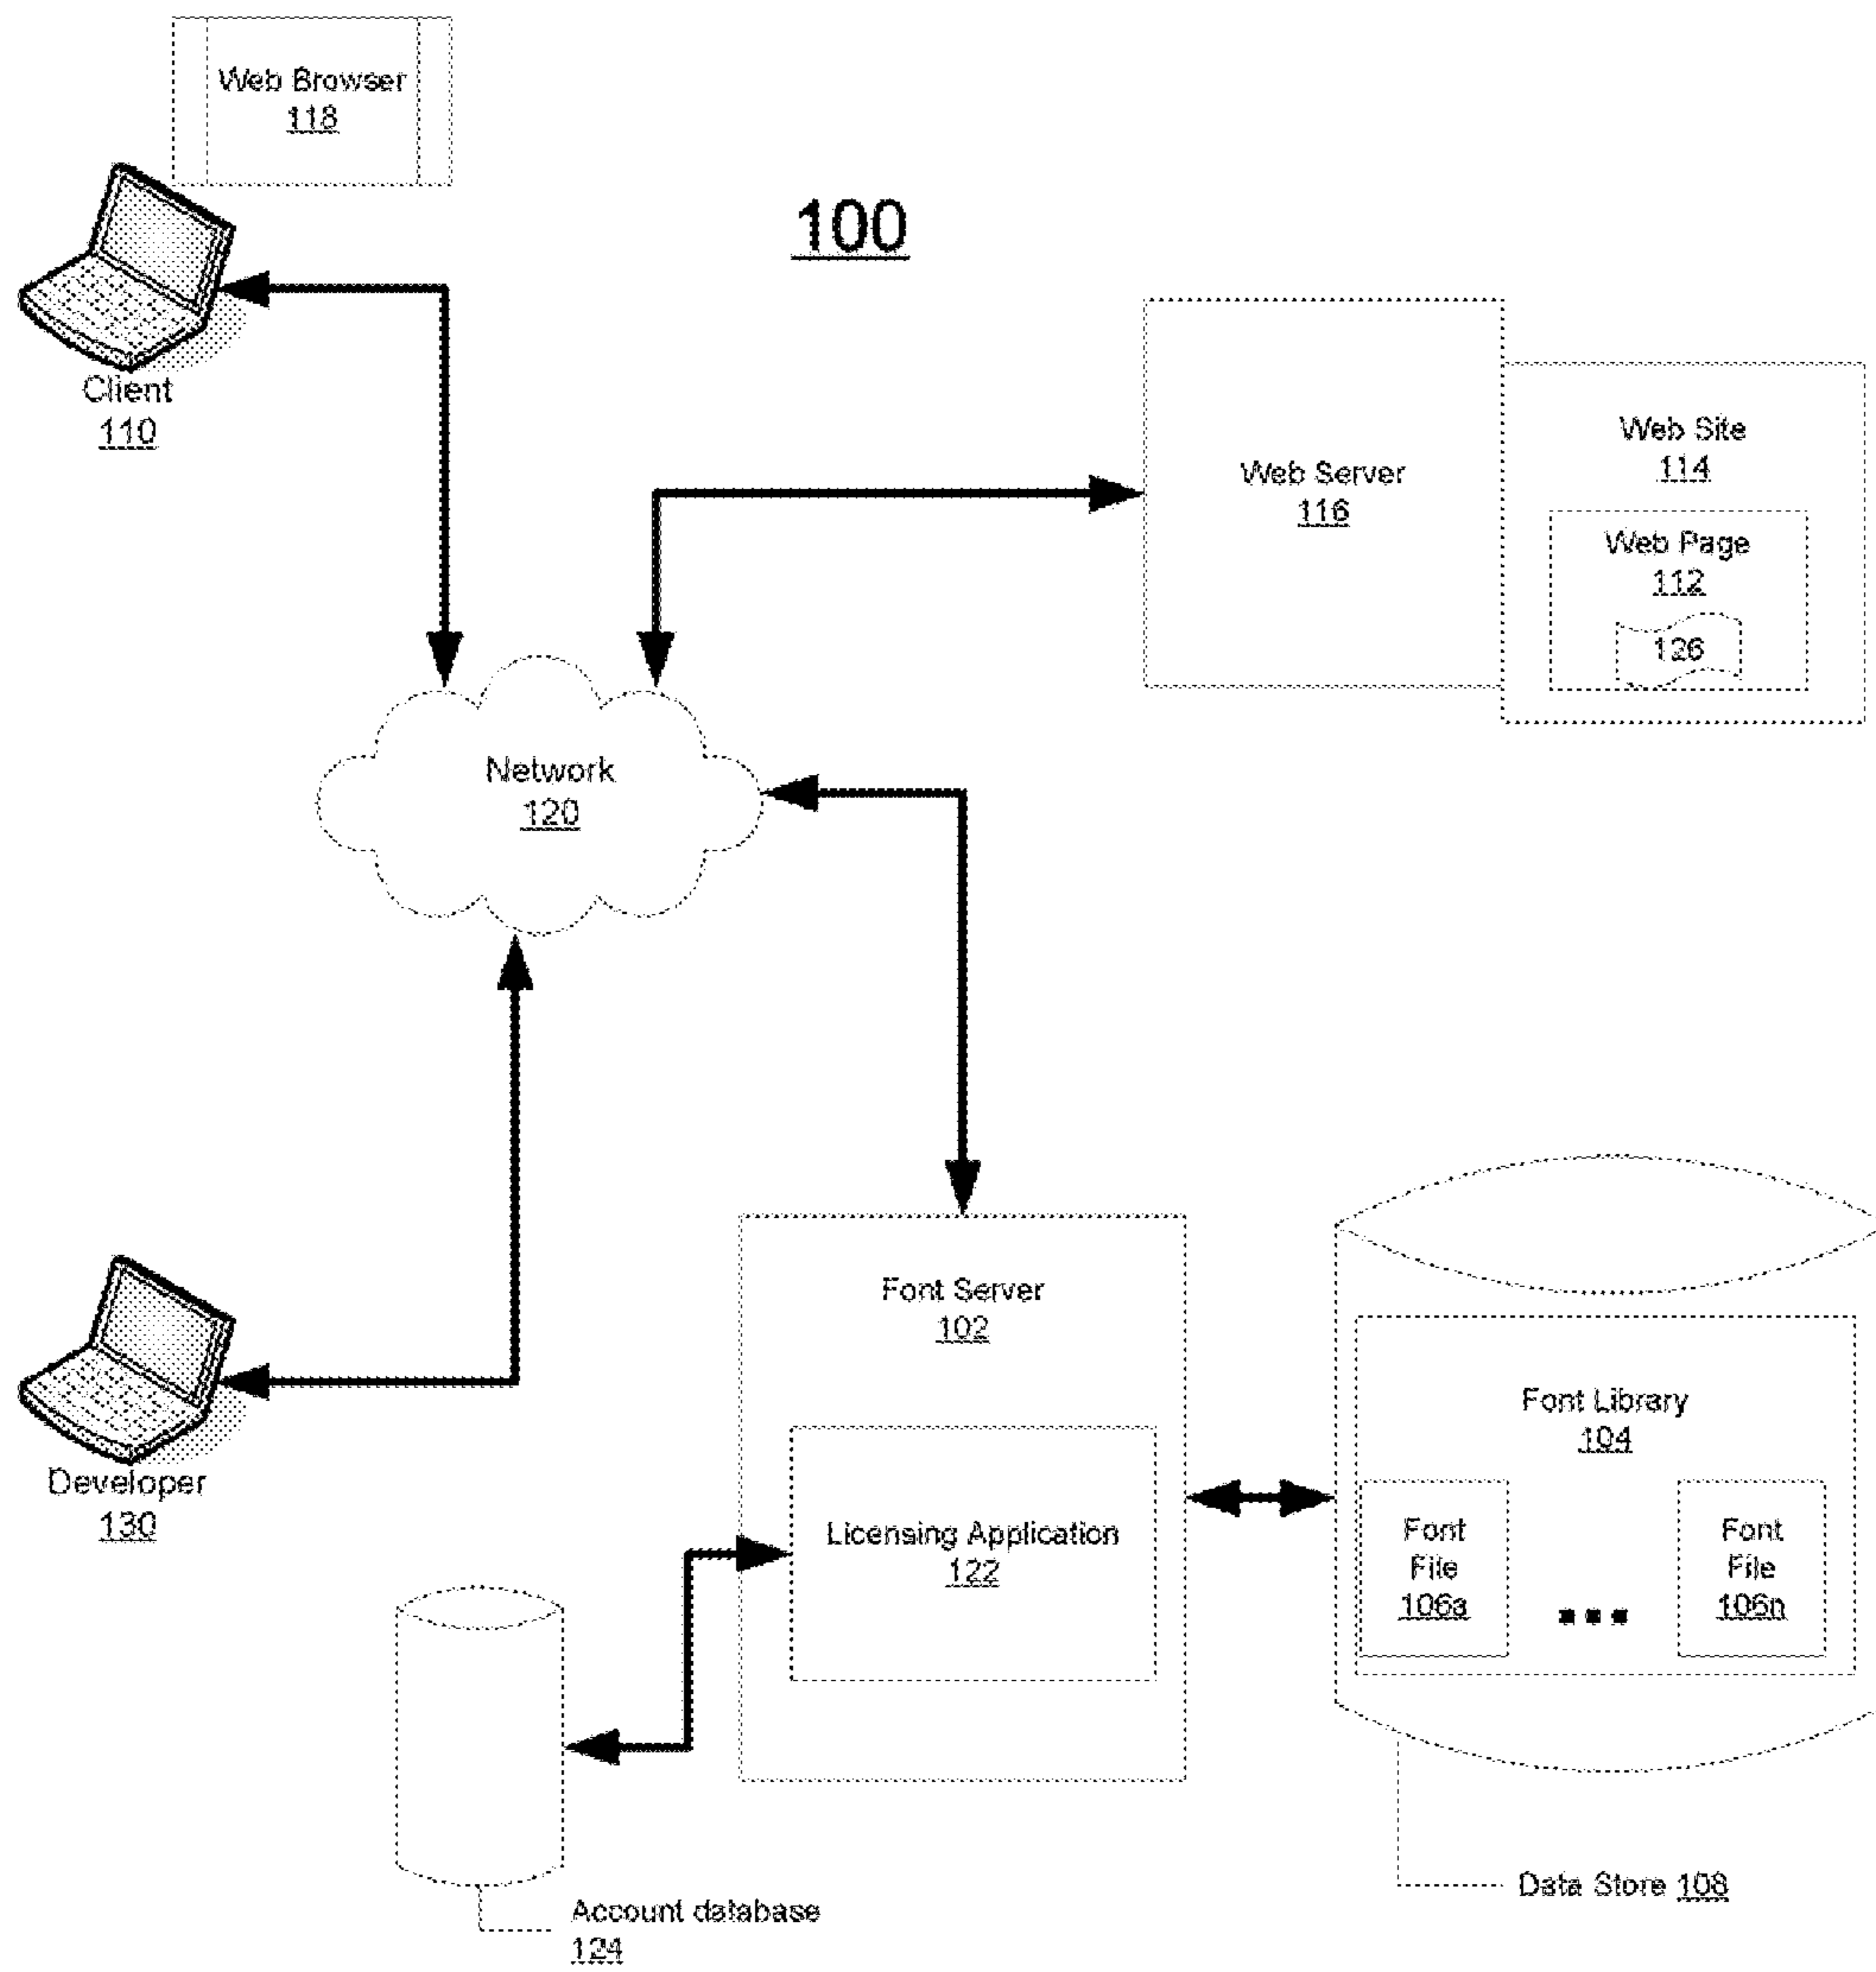 Web Browser
118
100
Client
110
Web Server
116
Web Site
114
Web Page
112
126
Network
120
Font Server
102
Font Library
104
Developer
130
Licensing Application
122
Font
File
106a
Font
File
106n
Data Store 108
Account database
124